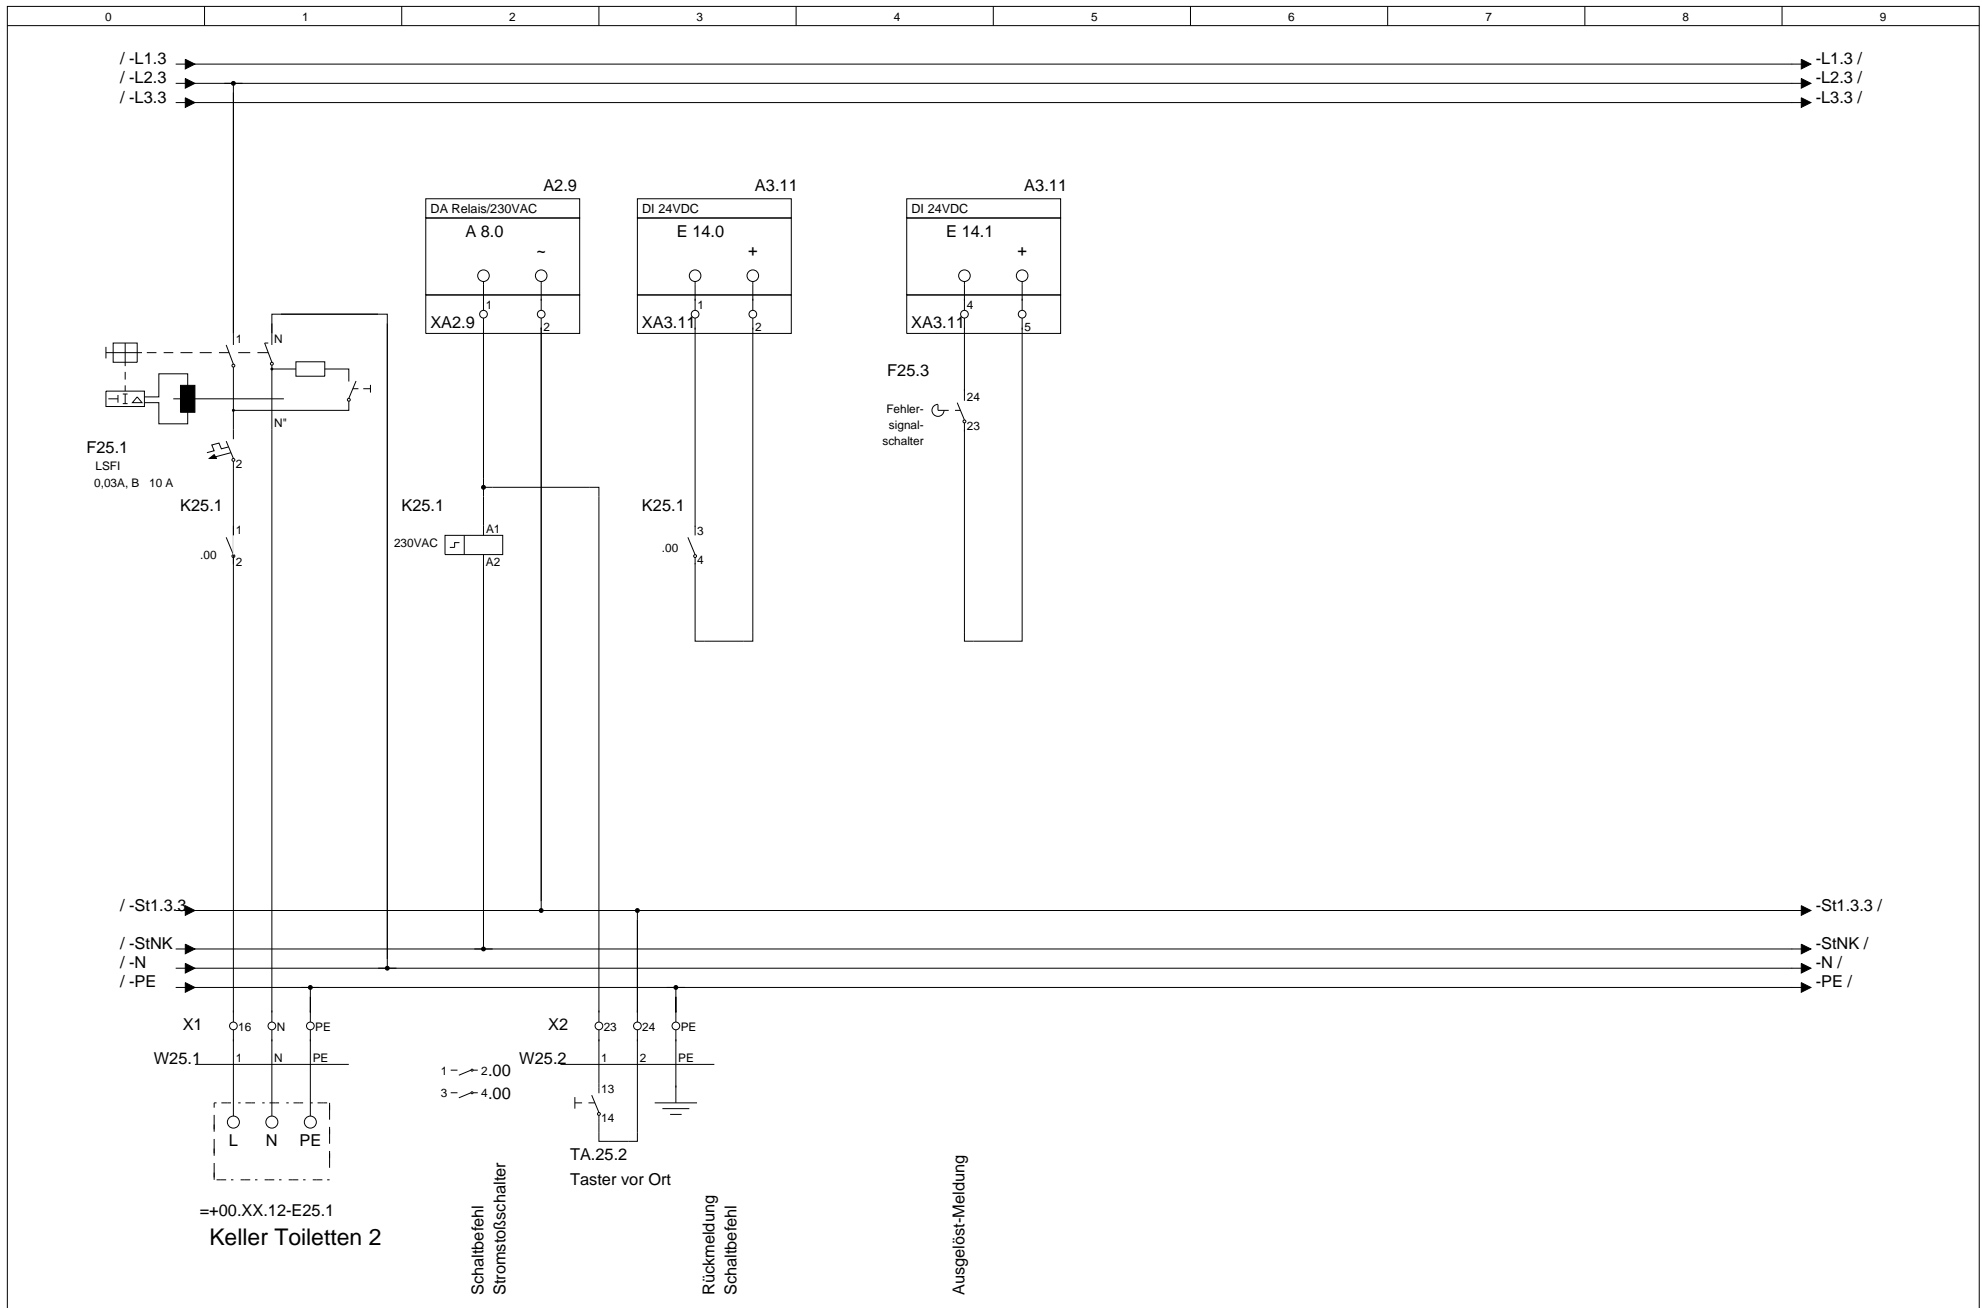 0 1 2 3 4 5 6 7 8 9
/ -L1.3 -L1.3 /
/ -L2.3 -L2.3 /
/ -L3.3 -L3.3 /
A2.9 A3.11 A3.11
DA Relais/230VAC DI 24VDC DI 24VDC
A 8.0 E 14.0 E 14.1
~ + +
1 1 4
XA2.9 2 XA3.11 2 XA3.11 5
1 N
F25.3
24
Fehler-
signal-
schalter
23
I
N"
F25.1
LSFI
0,03A, B 10 A
2
K25.1 K25.1 K25.1
1 A1 3
.00 230VAC .00
2 A2 4
/ -St1.3.3 -St1.3.3 /
/ -StNK -StNK /
/ -N -N /
/ -PE -PE /
X1 16 N PE X2 23 24 PE
W25.1 1 N PE W25.2 1 2 PE
1 2.00
3 4.00
13
14
L N PE
TA.25.2
Taster vor Ort
=+00.XX.12-E25.1
Keller Toiletten 2
Schaltbefehl
Stromstoßschalter
Rückmeldung
Schaltbefehl
Ausgelöst-Meldung